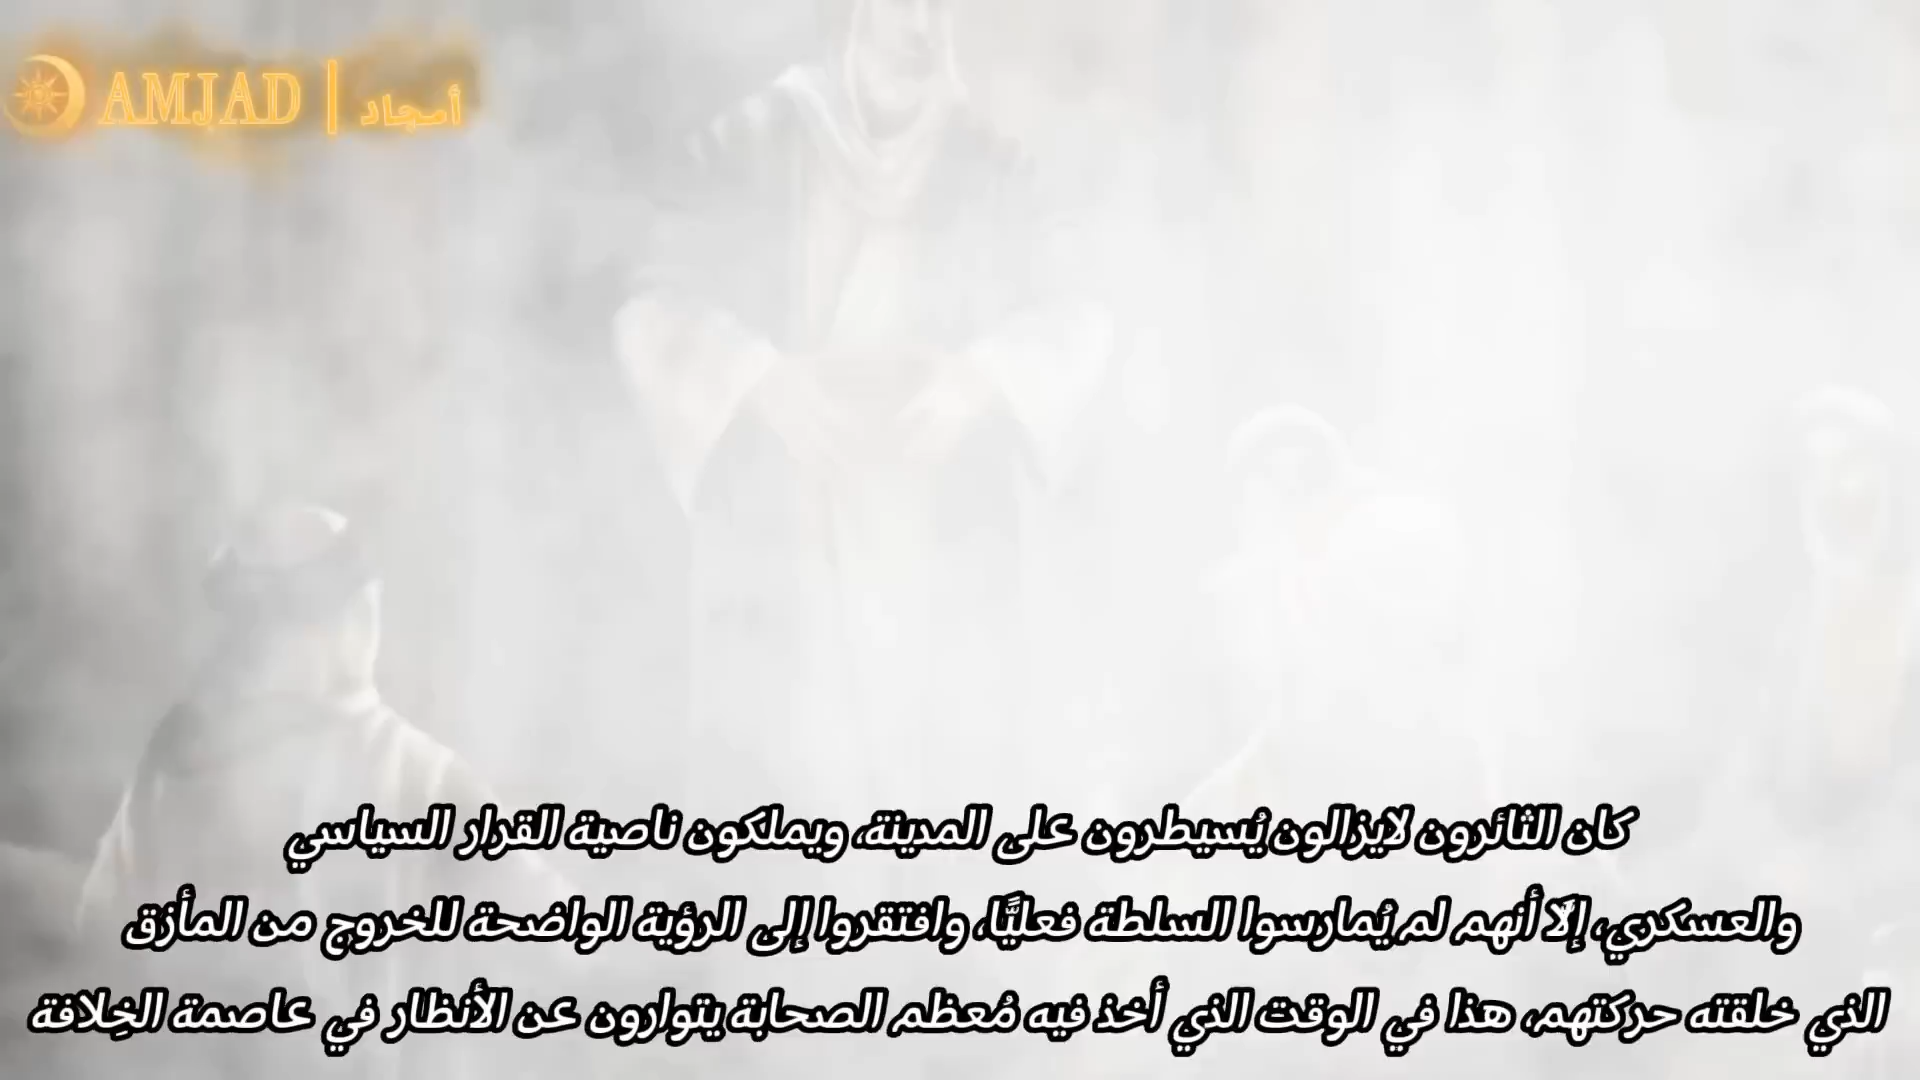 AMJAD | أمجاد
كان الثائرون لايزالون يُسيطرون على المدينة، ويملكون ناصية القرار السياسي
والعسكري، إلّا أنهم لم يُمارسوا السلطة فعليًّا، وافتقروا إلى الرؤية الواضحة للخروج من المأزق
الذي خلقته حركتهم، هذا في الوقت الذي أخذ فيه مُعظم الصحابة يتوارون عن الأنظار في عاصمة الخِلافة